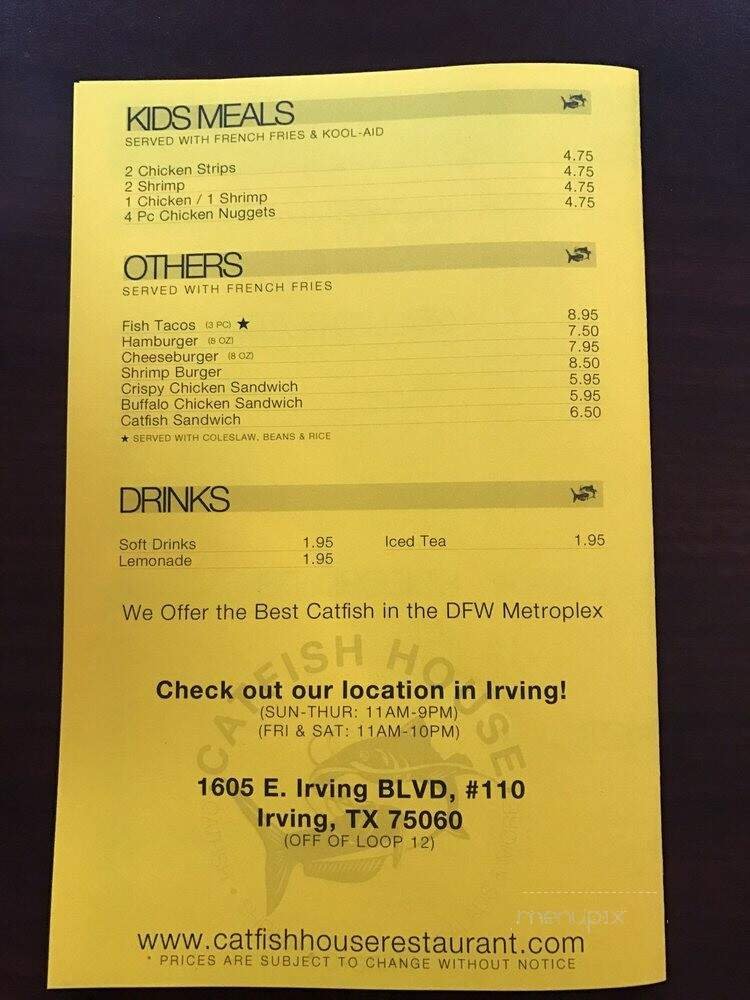 KIDS MEALS
SERVED WITH FRENCH FRIES & KOOL-AID
2 Chicken Strips 4.75
2 Shrimp 4.75
1 Chicken / 1 Shrimp 4.75
4 Pc Chicken Nuggets 4.75
OTHERS
SERVED WITH FRENCH FRIES
Fish Tacos (3 PC) ★ 8.95
Hamburger (8 OZ) 7.50
Cheeseburger (8 OZ) 7.95
Shrimp Burger 8.50
Crispy Chicken Sandwich 5.95
Buffalo Chicken Sandwich 5.95
Catfish Sandwich 6.50
★ SERVED WITH COLESLAW, BEANS & RICE
DRINKS
Soft Drinks 1.95 Iced Tea 1.95
Lemonade 1.95
We Offer the Best Catfish in the DFW Metroplex
CATFISH HOUSE
Check out our location in Irving!
(SUN-THUR: 11AM-9PM)
(FRI & SAT: 11AM-10PM)
1605 E. Irving BLVD, #110
Irving, TX 75060
(OFF OF LOOP 12)
menupix
www.catfishhouserestaurant.com
* PRICES ARE SUBJECT TO CHANGE WITHOUT NOTICE